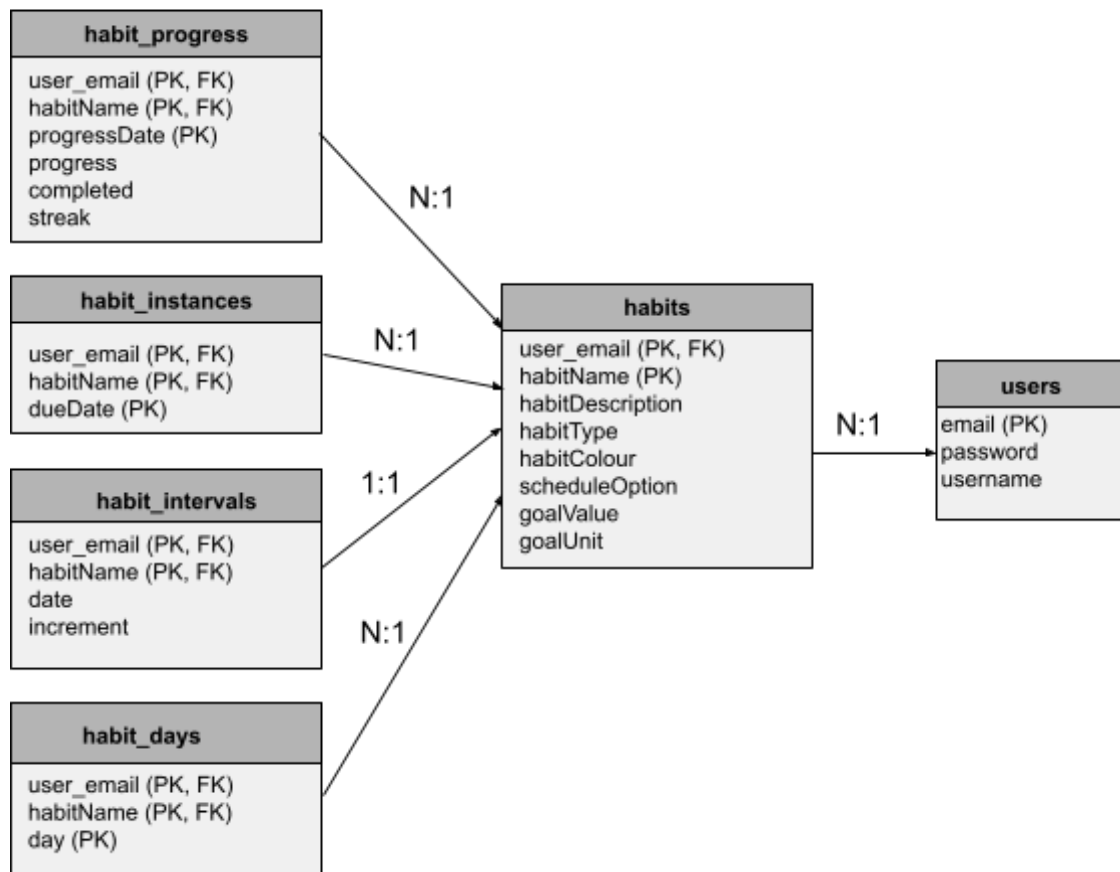 habit_progress
user_email (PK, FK)
habitName (PK, FK)
progressDate (PK)
progress
completed
streak
N:1
habit_instances
user_email (PK, FK)
habitName (PK, FK)
dueDate (PK)
N:1
habit_intervals
user_email (PK, FK)
habitName (PK, FK)
date
increment
1:1
habit_days
user_email (PK, FK)
habitName (PK, FK)
day (PK)
N:1
habits
user_email (PK, FK)
habitName (PK)
habitDescription
habitType
habitColour
scheduleOption
goalValue
goalUnit
N:1
users
email (PK)
password
username